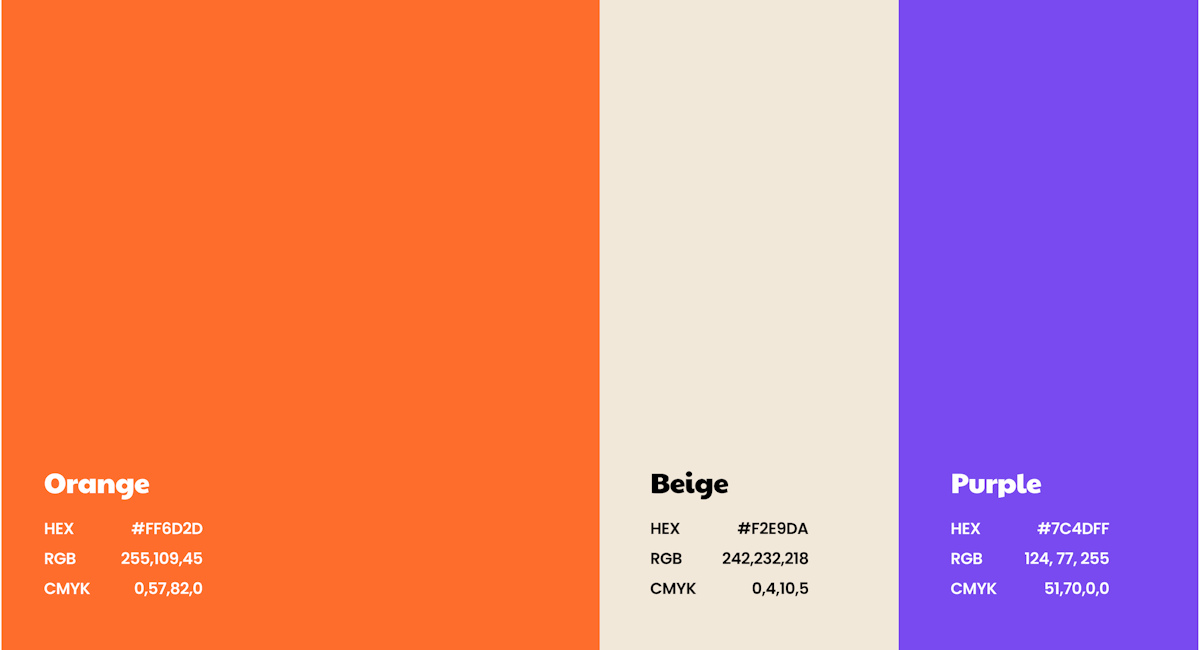 Orange
HEX #FF6D2D
RGB 255,109,45
CMYK 0,57,82,0
Beige
HEX #F2E9DA
RGB 242,232,218
CMYK 0,4,10,5
Purple
HEX #7C4DFF
RGB 124, 77, 255
CMYK 51,70,0,0